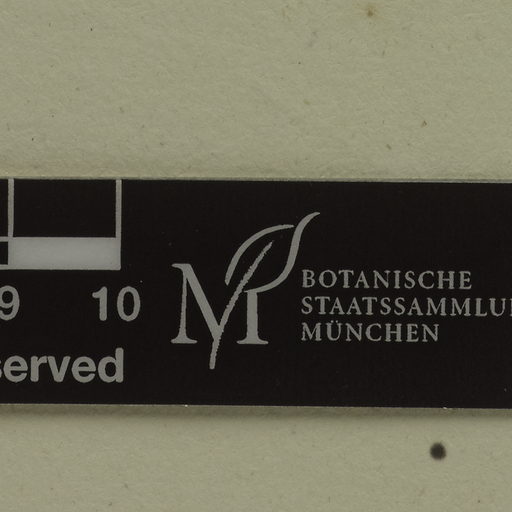 9 10
BOTANISCHE
STAATSSAMMLU
MÜNCHEN
served